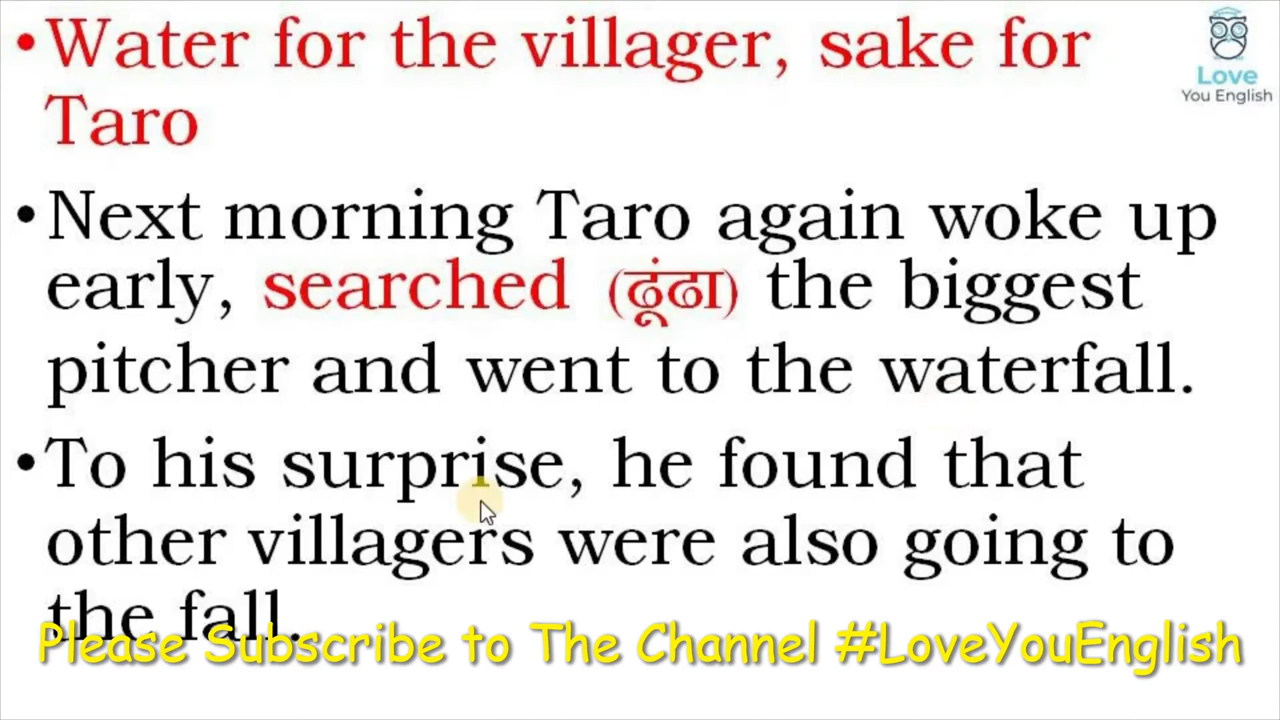 • Water for the villager, sake for
Taro
Love
You English
• Next morning Taro again woke up
early, searched (ढूंढा) the biggest
pitcher and went to the waterfall.
• To his surprise, he found that
other villagers were also going to
the fall.
Please Subscribe to The Channel #LoveYouEnglish